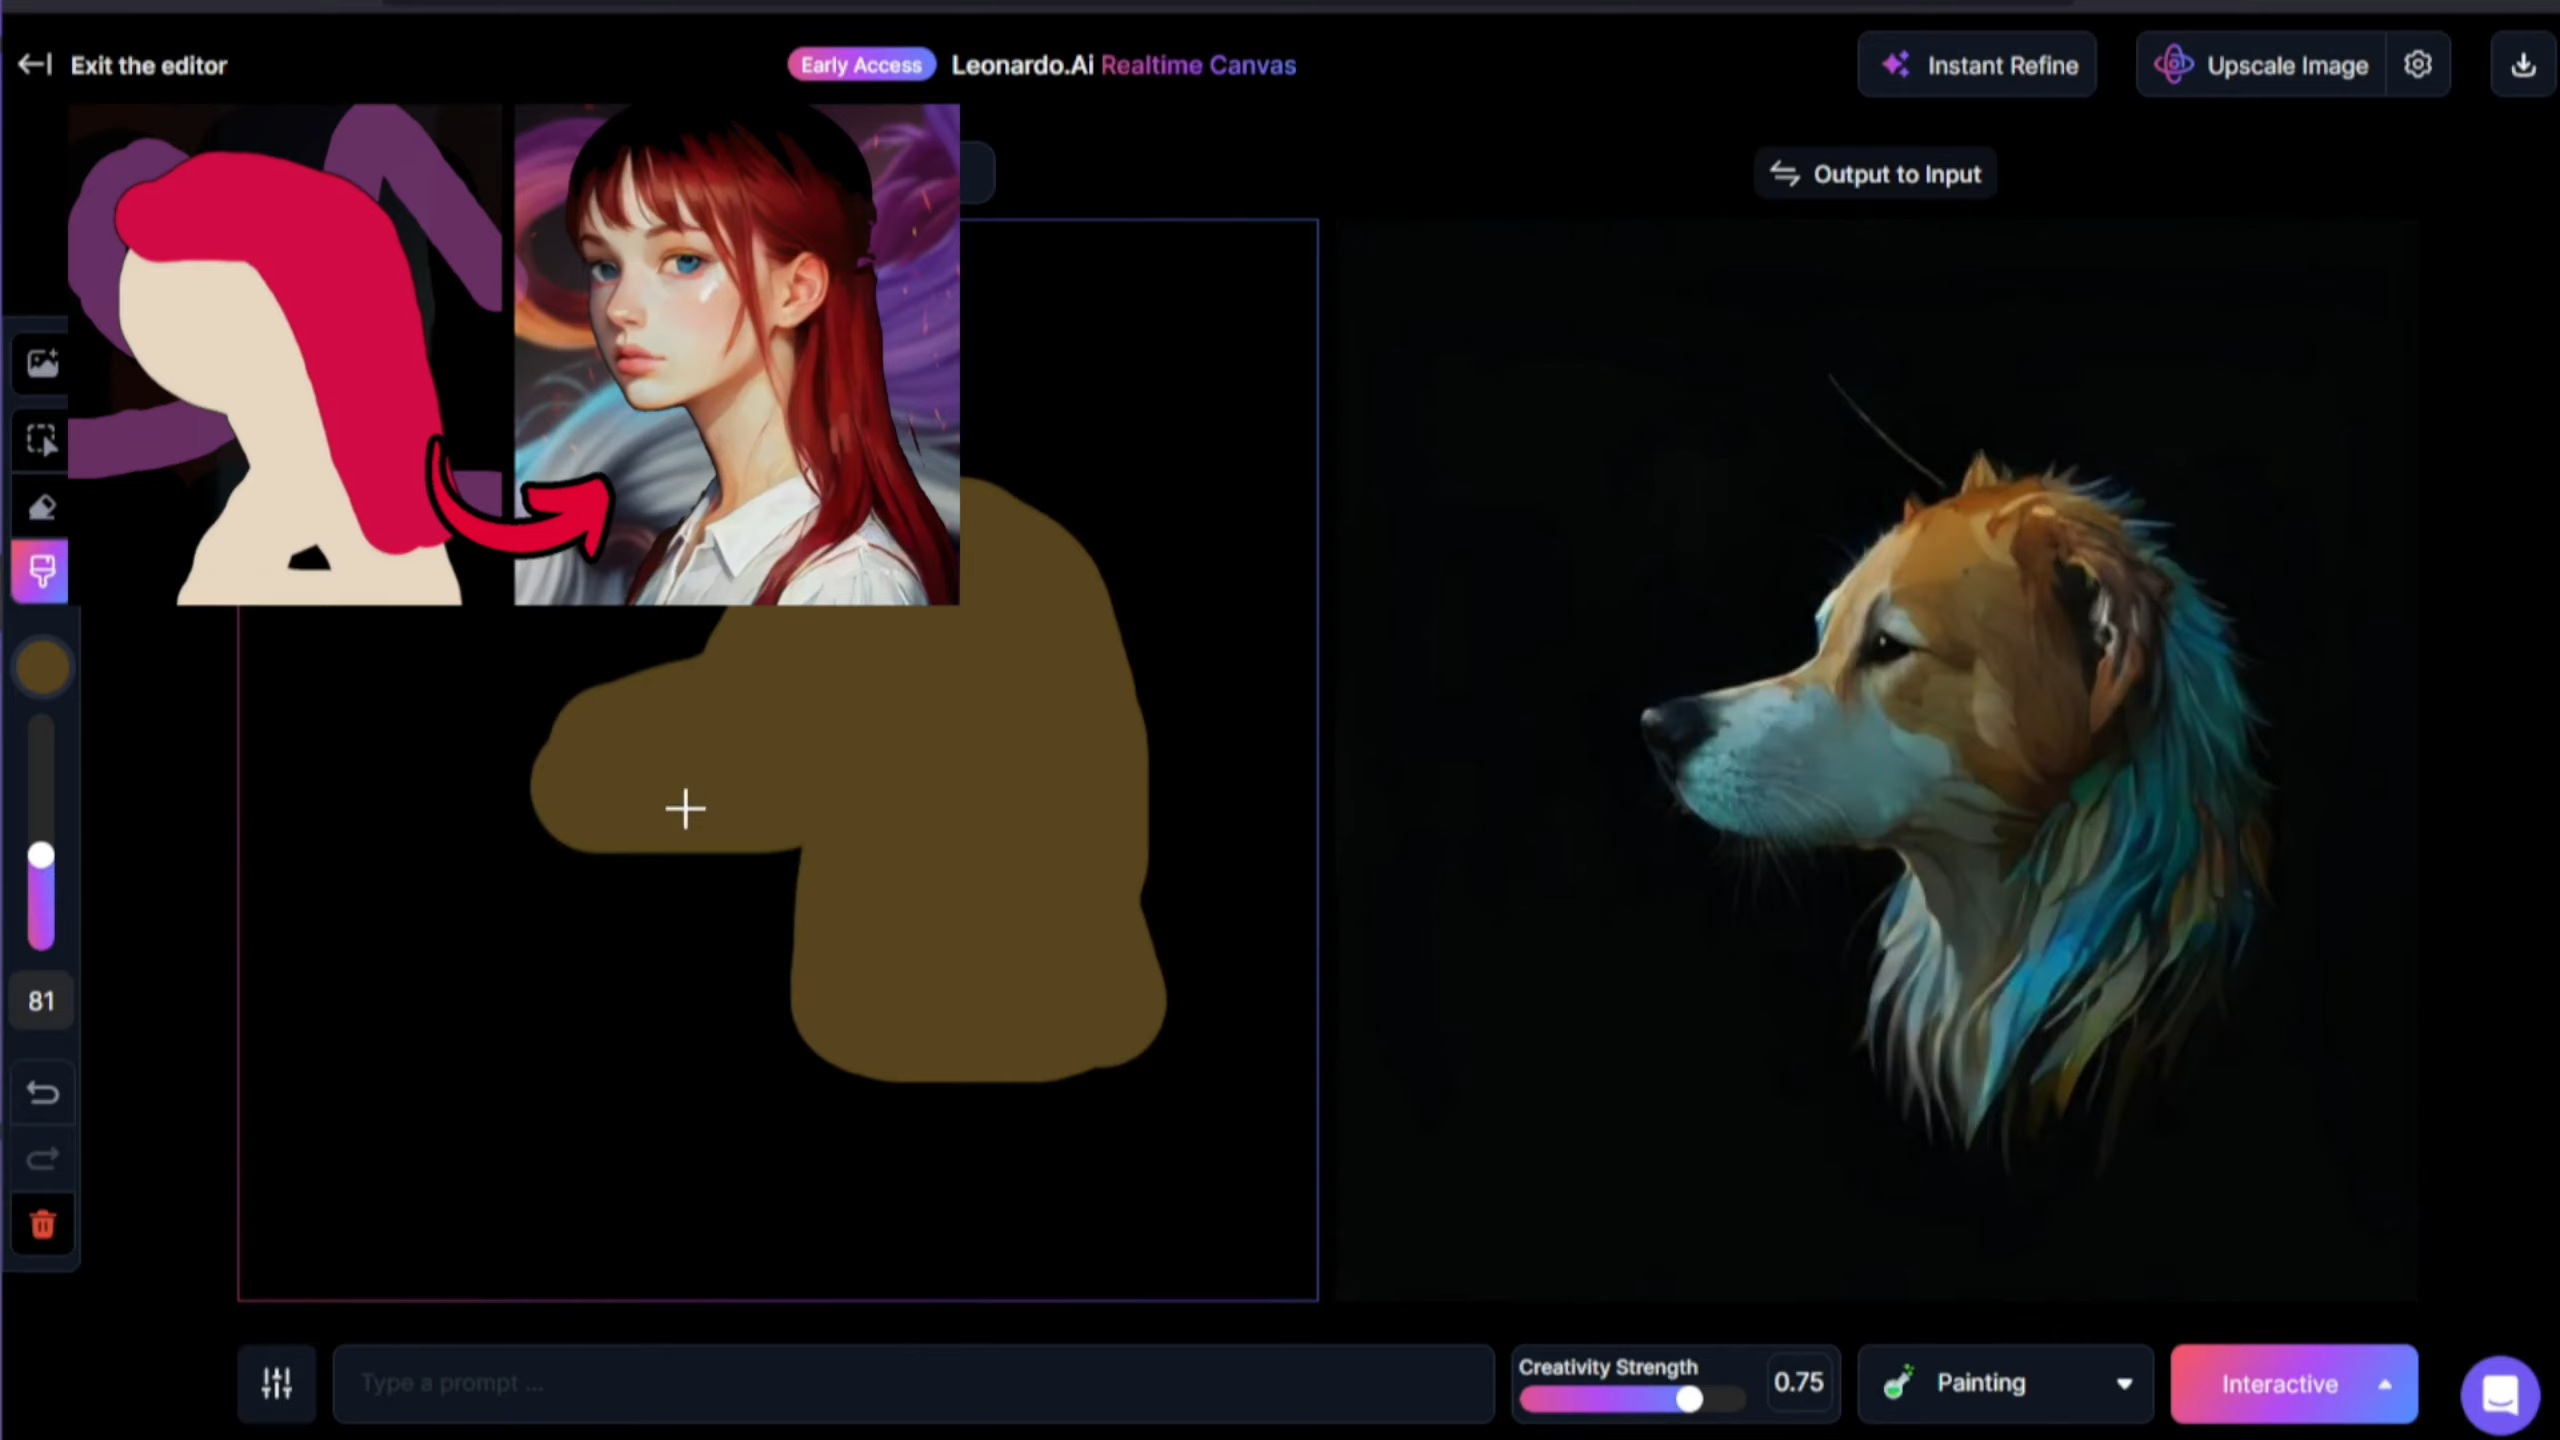 Exit the editor
Early Access Leonardo.Ai Realtime Canvas
Instant Refine
Upscale Image
Output to Input
81
Type a prompt ...
Creativity Strength
0.75
Painting
Interactive